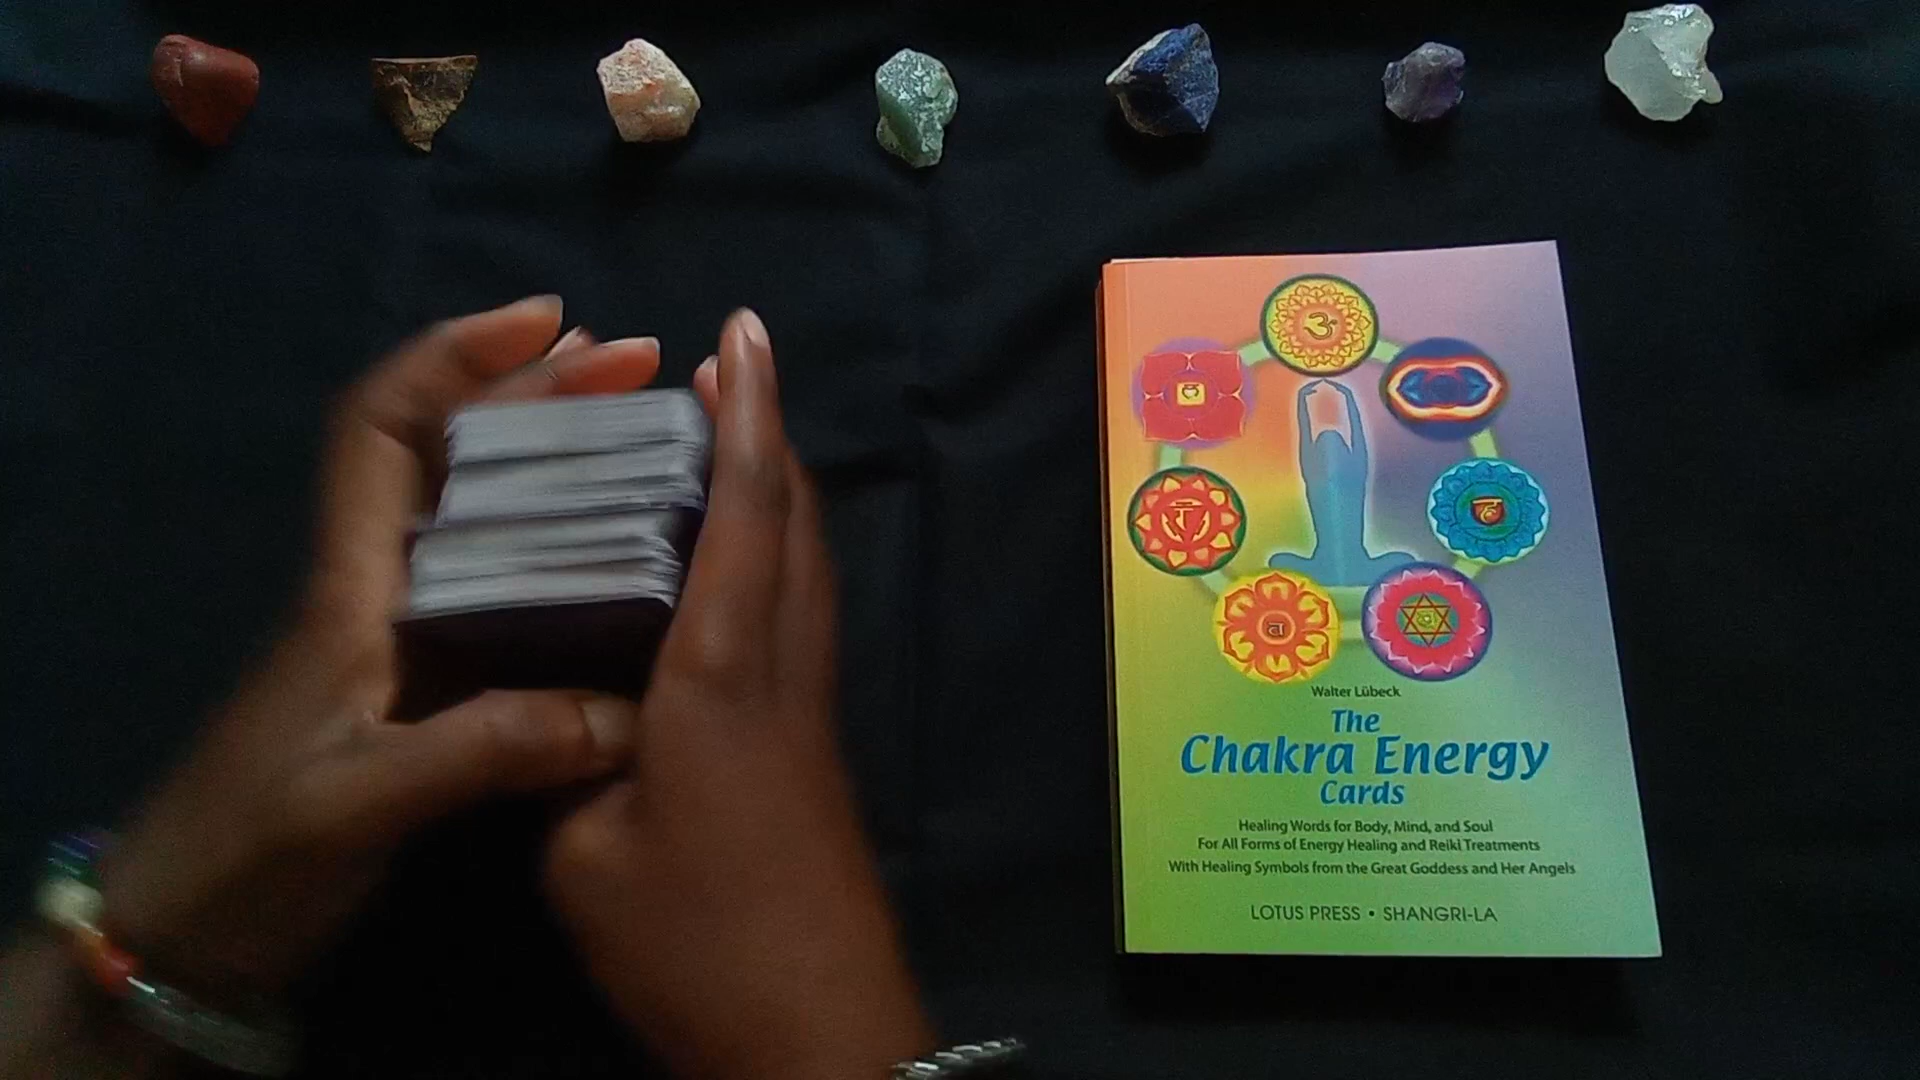 ॐ
Walter Lübeck
The
Chakra Energy
Cards
Healing Words for Body, Mind, and Soul
For All Forms of Energy Healing and Reiki Treatments
With Healing Symbols from the Great Goddess and Her Angels
LOTUS PRESS • SHANGRI-LA